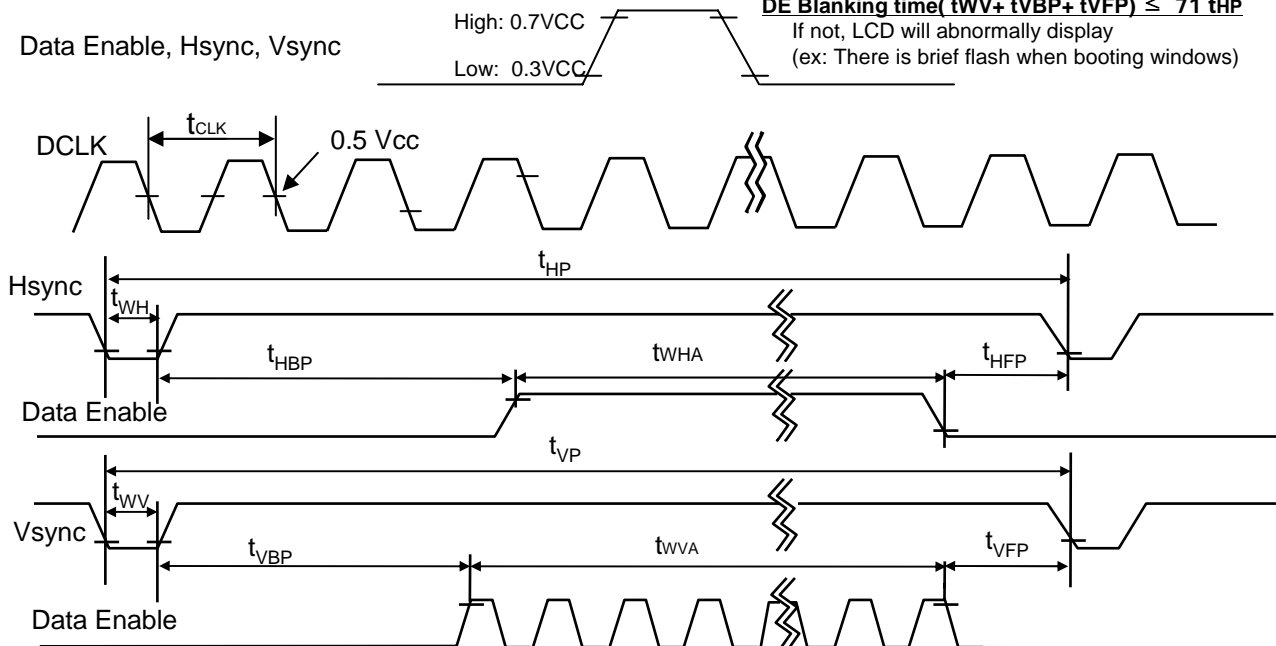 DE Blanking time( tWV+ tVBP+ tVFP) ≤ 71 tHP
High: 0.7VCC
If not, LCD will abnormally display
Data Enable, Hsync, Vsync
Low: 0.3VCC
(ex: There is brief flash when booting windows)
tCLK
DCLK
0.5 Vcc
tHP
Hsync
tWH
tHBP
tWHA
tHFP
Data Enable
tVP
tWV
Vsync
tVBP
tWVA
tVFP
Data Enable